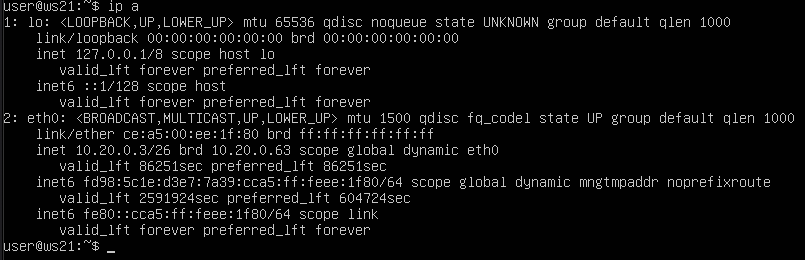 user@ws21:~$ ip a
1: lo: <LOOPBACK,UP,LOWER_UP> mtu 65536 qdisc noqueue state UNKNOWN group default qlen 1000
    link/loopback 00:00:00:00:00:00 brd 00:00:00:00:00:00
    inet 127.0.0.1/8 scope host lo
       valid_lft forever preferred_lft forever
    inet6 ::1/128 scope host
       valid_lft forever preferred_lft forever
2: eth0: <BROADCAST,MULTICAST,UP,LOWER_UP> mtu 1500 qdisc fq_codel state UP group default qlen 1000
    link/ether ce:a5:00:ee:1f:80 brd ff:ff:ff:ff:ff:ff
    inet 10.20.0.3/26 brd 10.20.0.63 scope global dynamic eth0
       valid_lft 86251sec preferred_lft 86251sec
    inet6 fd98:5c1e:d3e7:7a39:cca5:ff:feee:1f80/64 scope global dynamic mngtmpaddr noprefixroute
       valid_lft 2591924sec preferred_lft 604724sec
    inet6 fe80::cca5:ff:feee:1f80/64 scope link
       valid_lft forever preferred_lft forever
user@ws21:~$ _